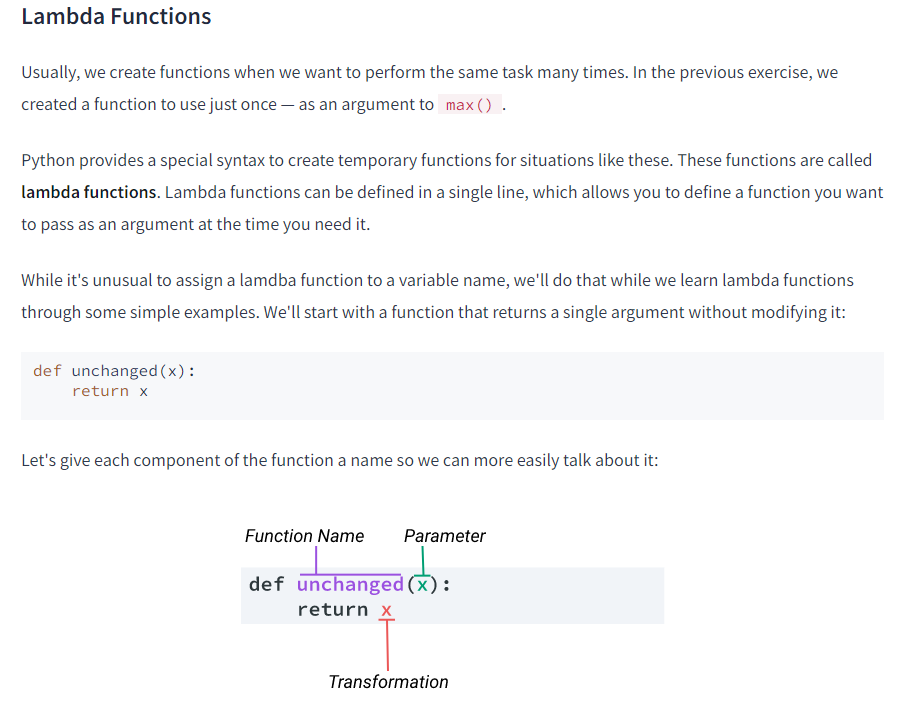 Lambda Functions
Usually, we create functions when we want to perform the same task many times. In the previous exercise, we
created a function to use just once — as an argument to max() .
Python provides a special syntax to create temporary functions for situations like these. These functions are called
lambda functions. Lambda functions can be defined in a single line, which allows you to define a function you want
to pass as an argument at the time you need it.
While it's unusual to assign a lamdba function to a variable name, we'll do that while we learn lambda functions
through some simple examples. We'll start with a function that returns a single argument without modifying it:
def unchanged(x):
    return x
Let's give each component of the function a name so we can more easily talk about it:
Function Name Parameter
def unchanged(x):
    return x
Transformation